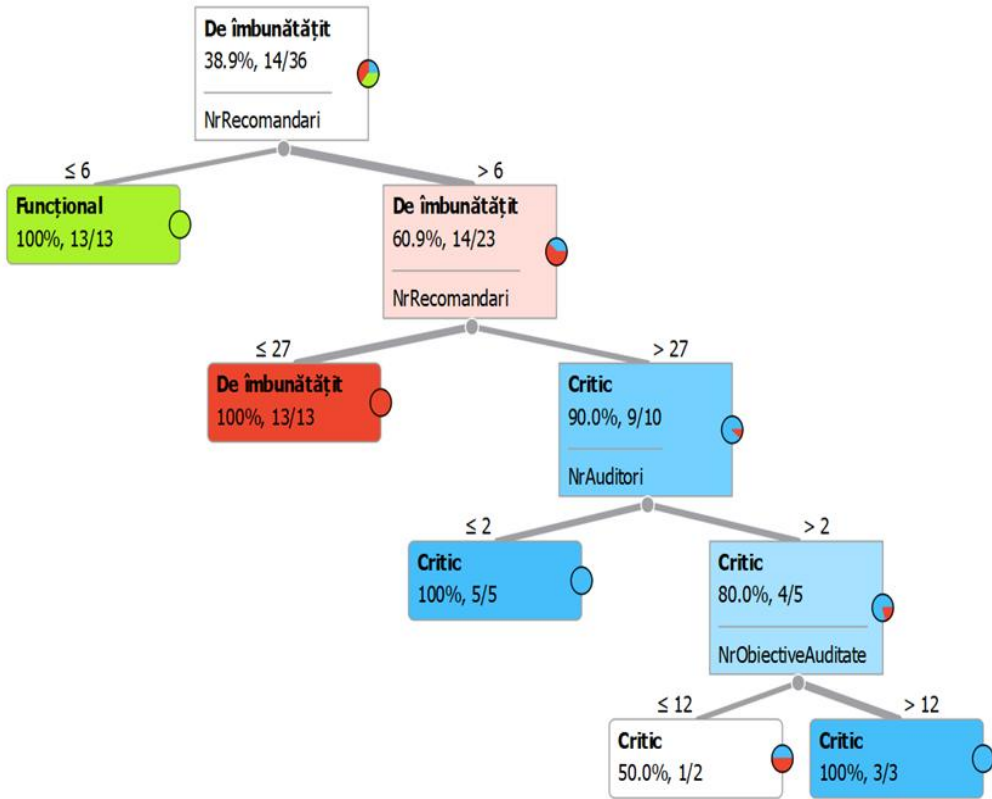 De îmbunătățit
38.9%, 14/36
NrRecomandari
≤ 6
> 6
Funcțional
100%, 13/13
De îmbunătățit
60.9%, 14/23
NrRecomandari
≤ 27
> 27
De îmbunătățit
100%, 13/13
Critic
90.0%, 9/10
NrAuditori
≤ 2
> 2
Critic
100%, 5/5
Critic
80.0%, 4/5
NrObiectiveAuditate
≤ 12
> 12
Critic
50.0%, 1/2
Critic
100%, 3/3